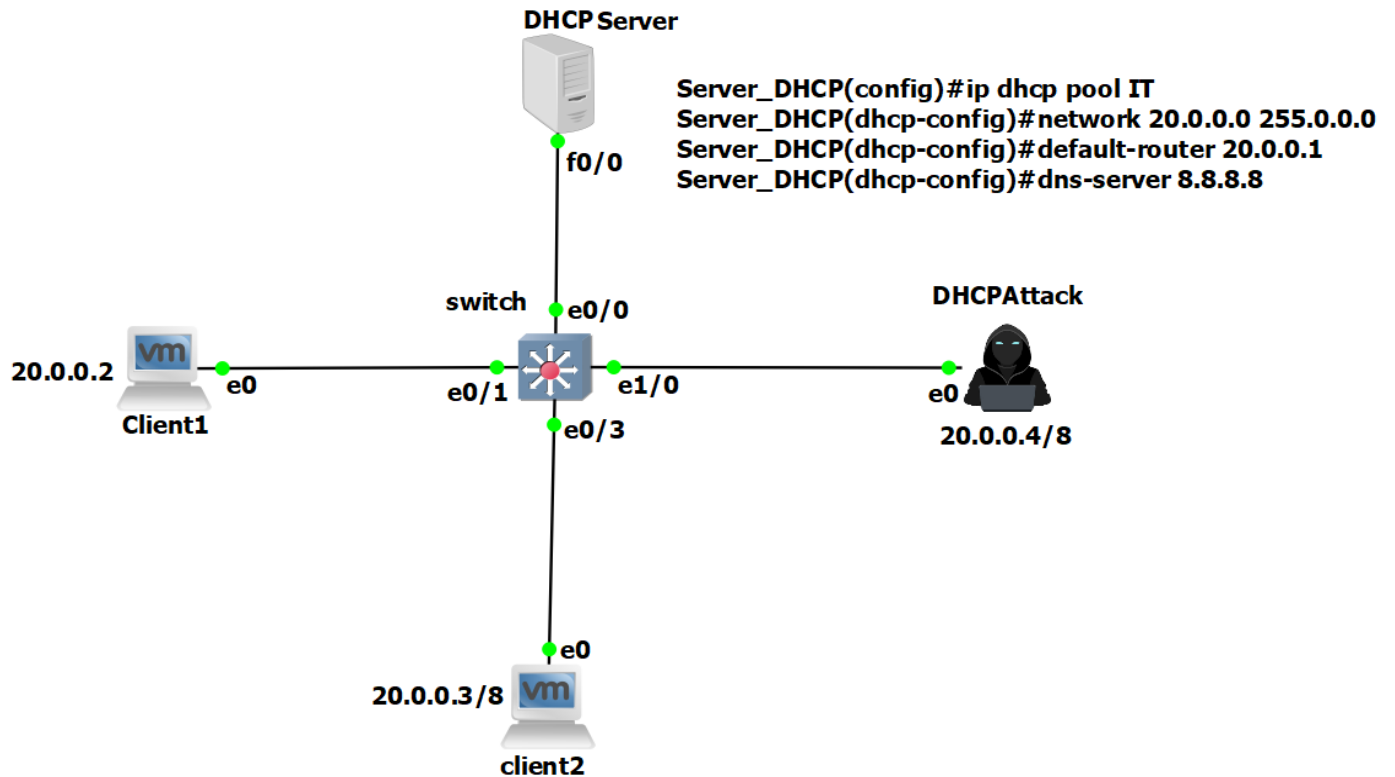 DHCP Server
Server_DHCP(config)#ip dhcp pool IT
Server_DHCP(dhcp-config)#network 20.0.0.0 255.0.0.0
Server_DHCP(dhcp-config)#default-router 20.0.0.1
Server_DHCP(dhcp-config)#dns-server 8.8.8.8
f0/0
switch
e0/0
DHCPAttack
vm
20.0.0.2
e0
e0/1
e1/0
e0
Client1
e0/3
20.0.0.4/8
e0
vm
20.0.0.3/8
client2